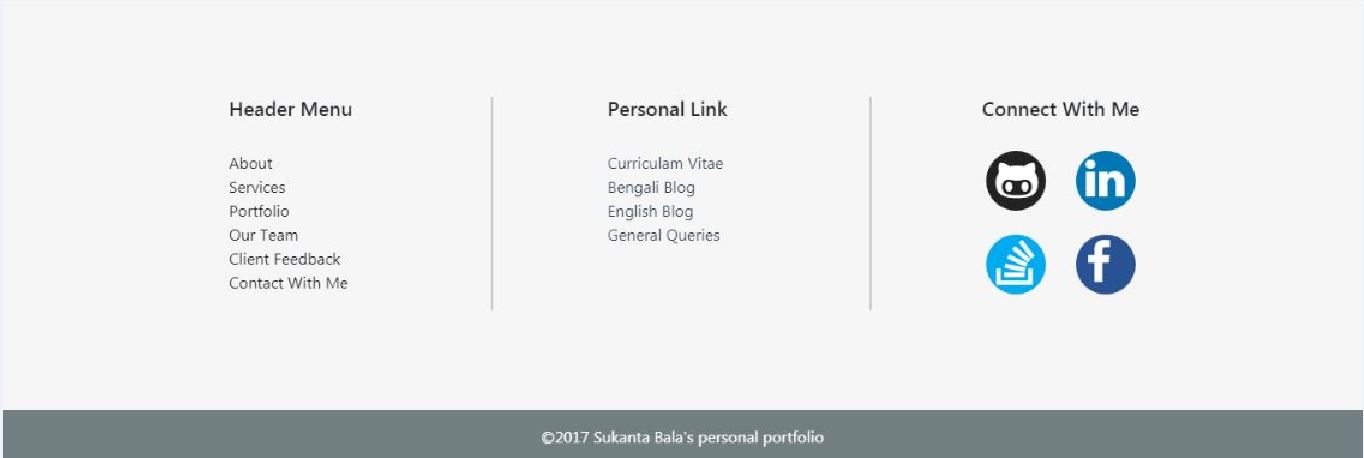 Header Menu
About
Services
Portfolio
Our Team
Client Feedback
Contact With Me
Personal Link
Curriculam Vitae
Bengali Blog
English Blog
General Queries
Connect With Me
in
f
©2017 Sukanta Bala's personal portfolio